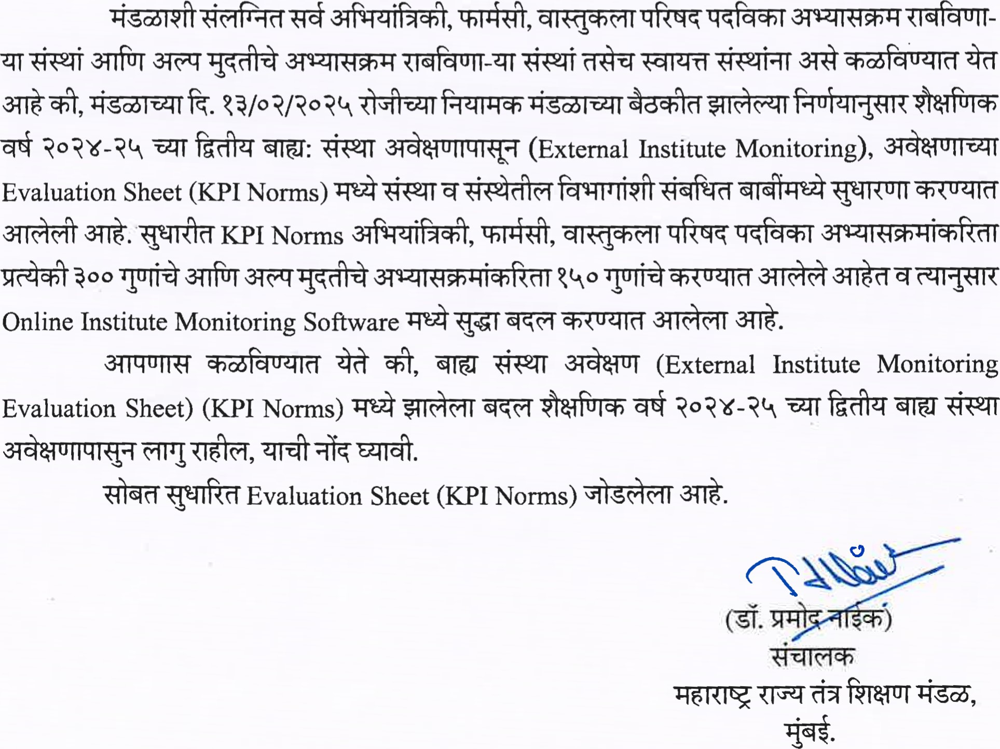 मंडळाशी संलग्नित सर्व अभियांत्रिकी, फार्मसी, वास्तुकला परिषद पदविका अभ्यासक्रम राबविणा-
या संस्थां आणि अल्प मुदतीचे अभ्यासक्रम राबविणा-या संस्थां तसेच स्वायत्त संस्थांना असे कळविण्यात येत
आहे की, मंडळाच्या दि. १३/०२/२०२५ रोजीच्या नियामक मंडळाच्या बैठकीत झालेल्या निर्णयानुसार शैक्षणिक
वर्ष २०२४-२५ च्या द्वितीय बाह्य: संस्था अवेक्षणापासून (External Institute Monitoring), अवेक्षणाच्या
Evaluation Sheet (KPI Norms) मध्ये संस्था व संस्थेतील विभागांशी संबधित बाबींमध्ये सुधारणा करण्यात
आलेली आहे. सुधारीत KPI Norms अभियांत्रिकी, फार्मसी, वास्तुकला परिषद पदविका अभ्यासक्रमांकरिता
प्रत्येकी ३०० गुणांचे आणि अल्प मुदतीचे अभ्यासक्रमांकरिता १५० गुणांचे करण्यात आलेले आहेत व त्यानुसार
Online Institute Monitoring Software मध्ये सुद्धा बदल करण्यात आलेला आहे.
आपणास कळविण्यात येते की, बाह्य संस्था अवेक्षण (External Institute Monitoring
Evaluation Sheet) (KPI Norms) मध्ये झालेला बदल शैक्षणिक वर्ष २०२४-२५ च्या द्वितीय बाह्य संस्था
अवेक्षणापासुन लागु राहील, याची नोंद घ्यावी.
सोबत सुधारित Evaluation Sheet (KPI Norms) जोडलेला आहे.
(डॉ. प्रमोद नाईक)
संचालक
महाराष्ट्र राज्य तंत्र शिक्षण मंडळ,
मुंबई.